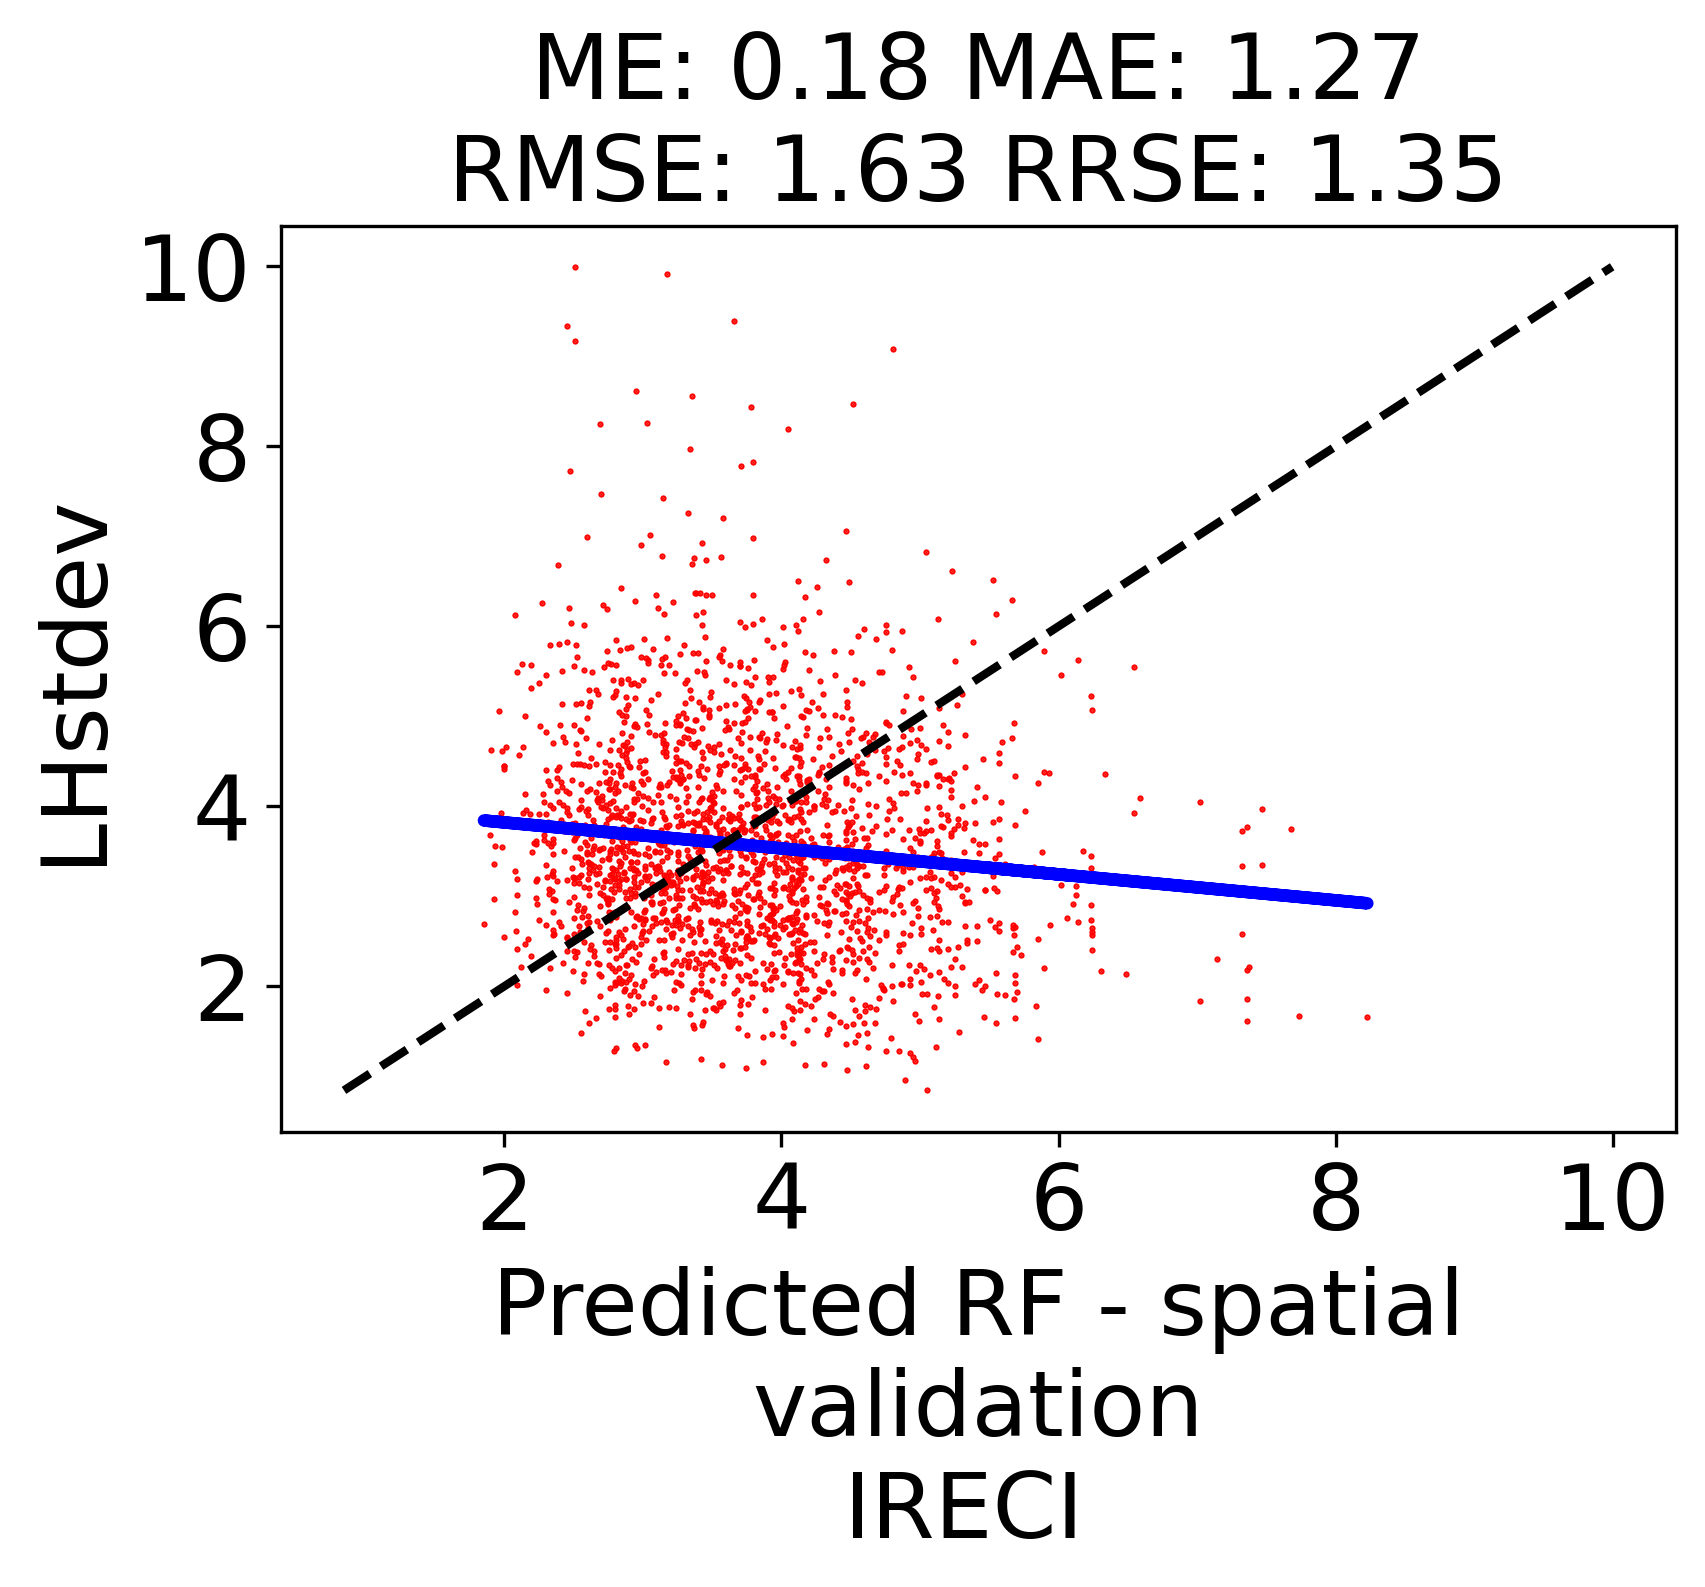 ME: 0.18 MAE: 1.27
RMSE: 1.63 RRSE: 1.35
LHstdev
10
8
6
4
2
2 4 6 8 10
Predicted RF - spatial
validation
IRECI